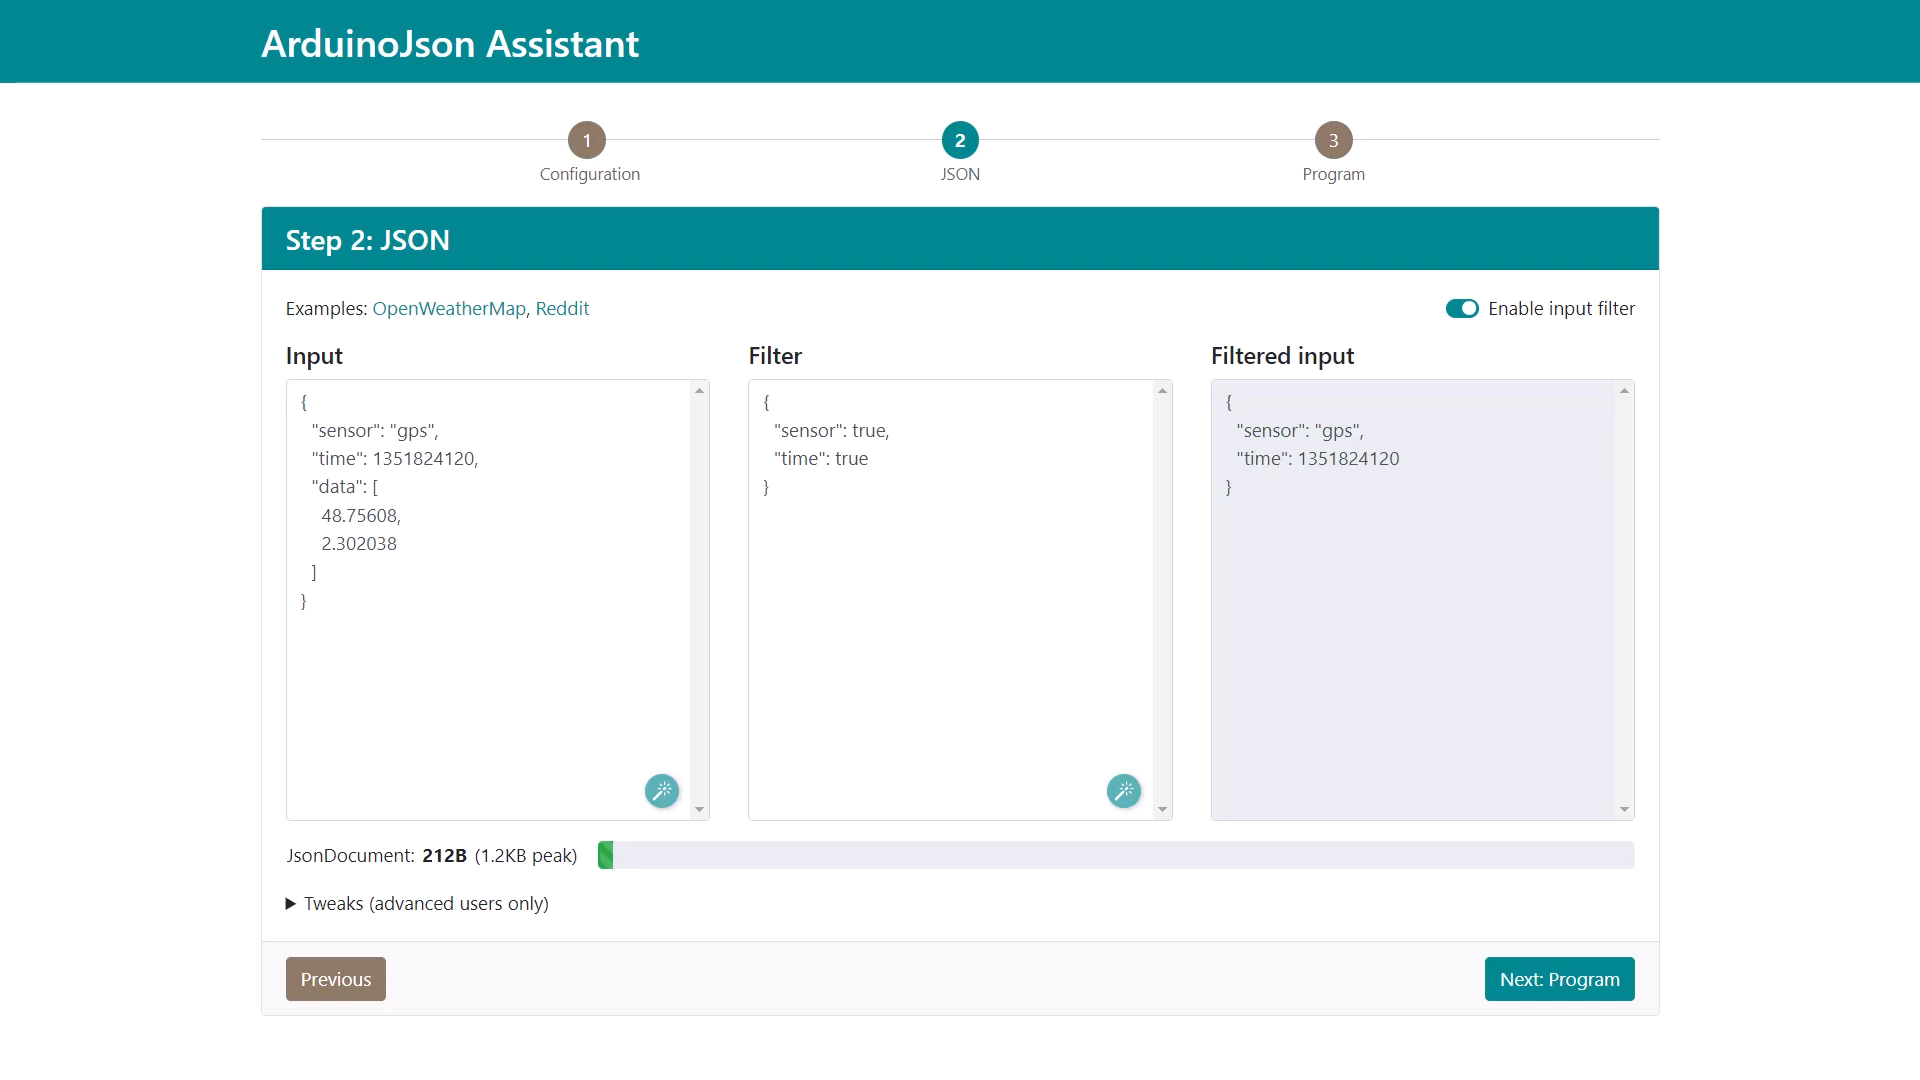 ArduinoJson Assistant
1
Configuration
2
JSON
3
Program
Step 2: JSON
Examples: OpenWeatherMap, Reddit
Enable input filter
Input
{
"sensor": "gps",
"time": 1351824120,
"data": [
48.75608,
2.302038
]
}
Filter
{
"sensor": true,
"time": true
}
Filtered input
{
"sensor": "gps",
"time": 1351824120
}
JsonDocument: 212B (1.2KB peak)
Tweaks (advanced users only)
Previous
Next: Program